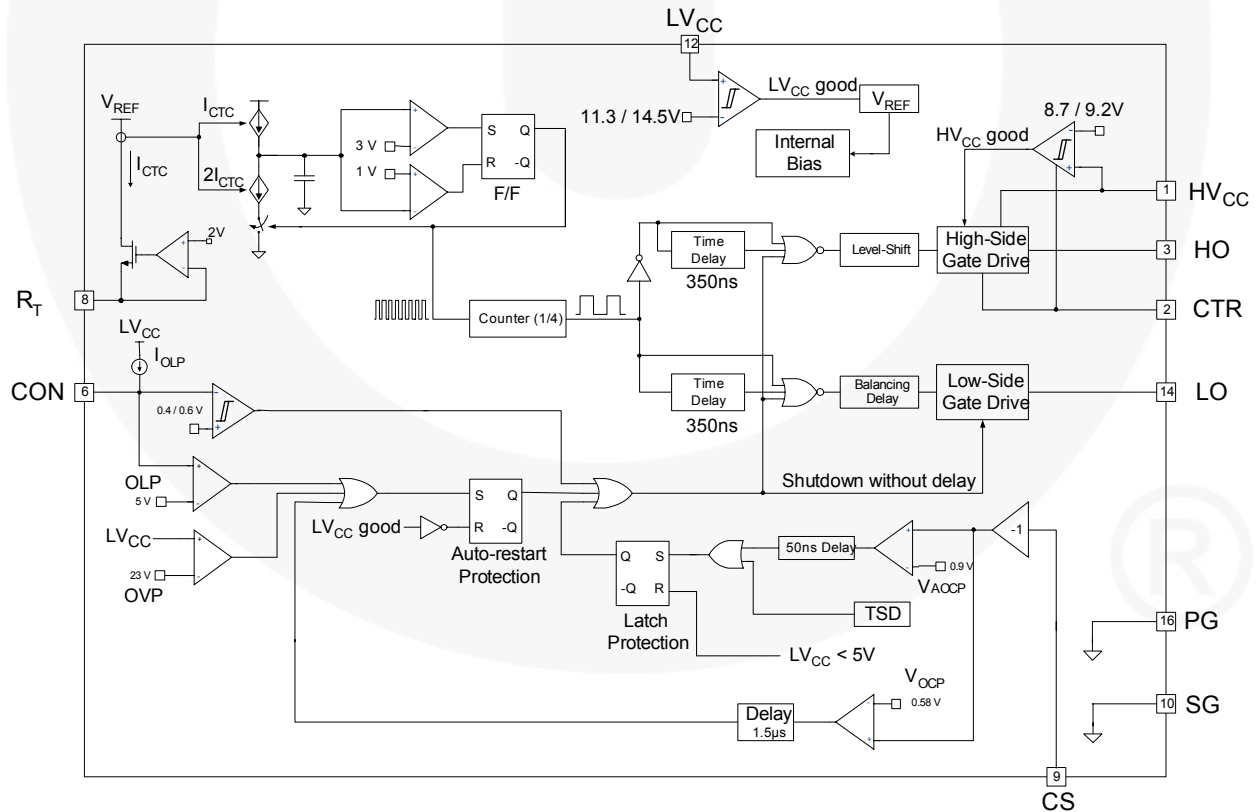 LVCC
12
VREF
ICTC
ICTC
2ICTC
3 V
1 V
S Q
R -Q
F/F
LVCC good
VREF
11.3 / 14.5V
Internal
Bias
8.7 / 9.2V
HVCC good
1
HVCC
2V
RT
8
Time
Delay
350ns
Level-Shift
High-Side
Gate Drive
3
HO
2
CTR
Counter (1/4)
LVCC
IOLP
CON
6
0.4 / 0.6 V
Time
Delay
350ns
Balancing
Delay
Low-Side
Gate Drive
14
LO
OLP
5 V
Shutdown without delay
LVCC
23 V
OVP
S Q
R -Q
LVCC good
Auto-restart
Protection
Q S
-Q R
Latch
Protection
50ns Delay
-1
0.9 V
VAOCP
TSD
LVCC < 5V
16
PG
VOCP
0.58 V
Delay
1.5µs
10
SG
9
CS
+
-
+
-
+
-
-
+
+
-
-
+
+
-
+
-
+
-
-
+
®